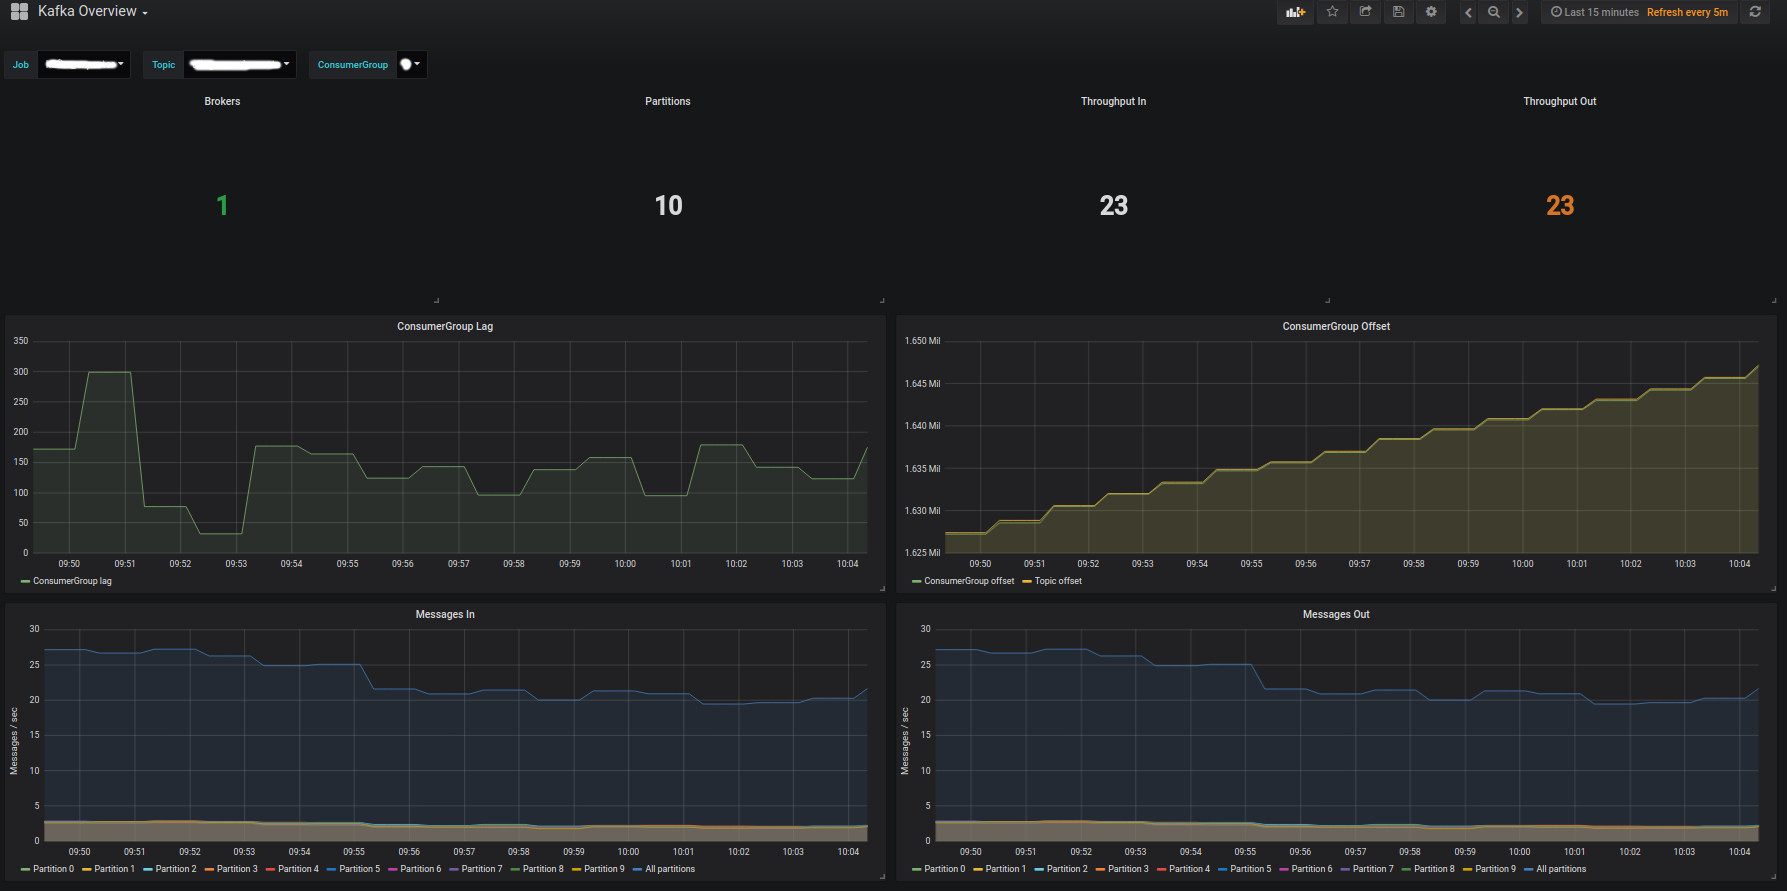 Kafka Overview
Last 15 minutes Refresh every 5m
Job Topic ConsumerGroup
Brokers Partitions Throughput In Throughput Out
1 10 23 23
ConsumerGroup Lag
350
300
250
200
150
100
50
0
09:50 09:51 09:52 09:53 09:54 09:55 09:56 09:57 09:58 09:59 10:00 10:01 10:02 10:03 10:04
ConsumerGroup lag
ConsumerGroup Offset
1.650 Mil
1.645 Mil
1.640 Mil
1.635 Mil
1.630 Mil
1.625 Mil
09:50 09:51 09:52 09:53 09:54 09:55 09:56 09:57 09:58 09:59 10:00 10:01 10:02 10:03 10:04
ConsumerGroup offset Topic offset
Messages In
Messages / sec
30
25
20
15
10
5
0
09:50 09:51 09:52 09:53 09:54 09:55 09:56 09:57 09:58 09:59 10:00 10:01 10:02 10:03 10:04
Partition 0 Partition 1 Partition 2 Partition 3 Partition 4 Partition 5 Partition 6 Partition 7 Partition 8 Partition 9 All partitions
Messages Out
Messages / sec
30
25
20
15
10
5
0
09:50 09:51 09:52 09:53 09:54 09:55 09:56 09:57 09:58 09:59 10:00 10:01 10:02 10:03 10:04
Partition 0 Partition 1 Partition 2 Partition 3 Partition 4 Partition 5 Partition 6 Partition 7 Partition 8 Partition 9 All partitions